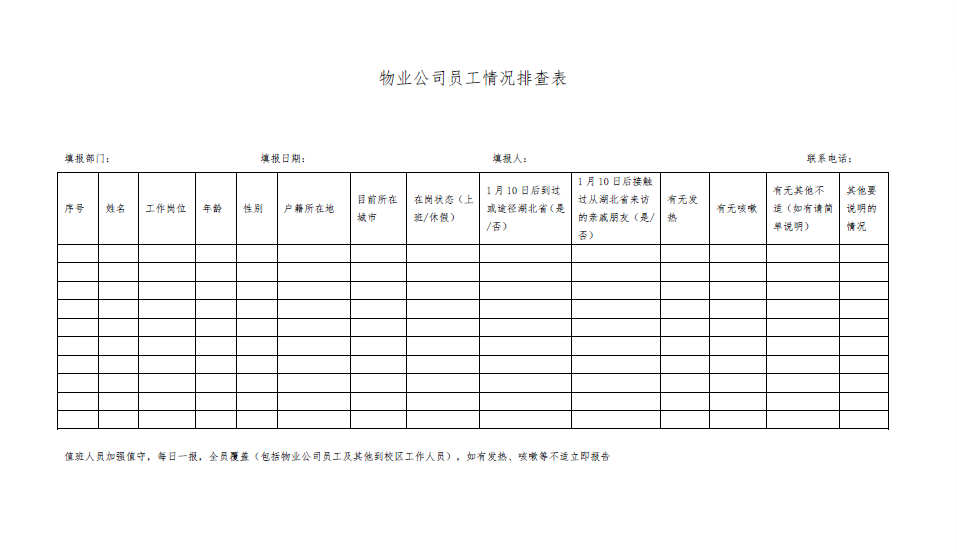 物业公司员工情况排查表
填报部门： 填报日期： 填报人： 联系电话：
序号
姓名
工作岗位
年龄
性别
户籍所在地
目前所在
城市
在岗状态（上
班/休假）
1月10日后到过
或途径湖北省（是
/否）
1月10日后接触
过从湖北省来访
的亲戚朋友（是/
否）
有无发
热
有无咳嗽
有无其他不
适（如有请简
单说明）
其他要
说明的
情况
值班人员加强值守，每日一报，全员覆盖（包括物业公司员工及其他到校区工作人员），如有发热、咳嗽等不适立即报告